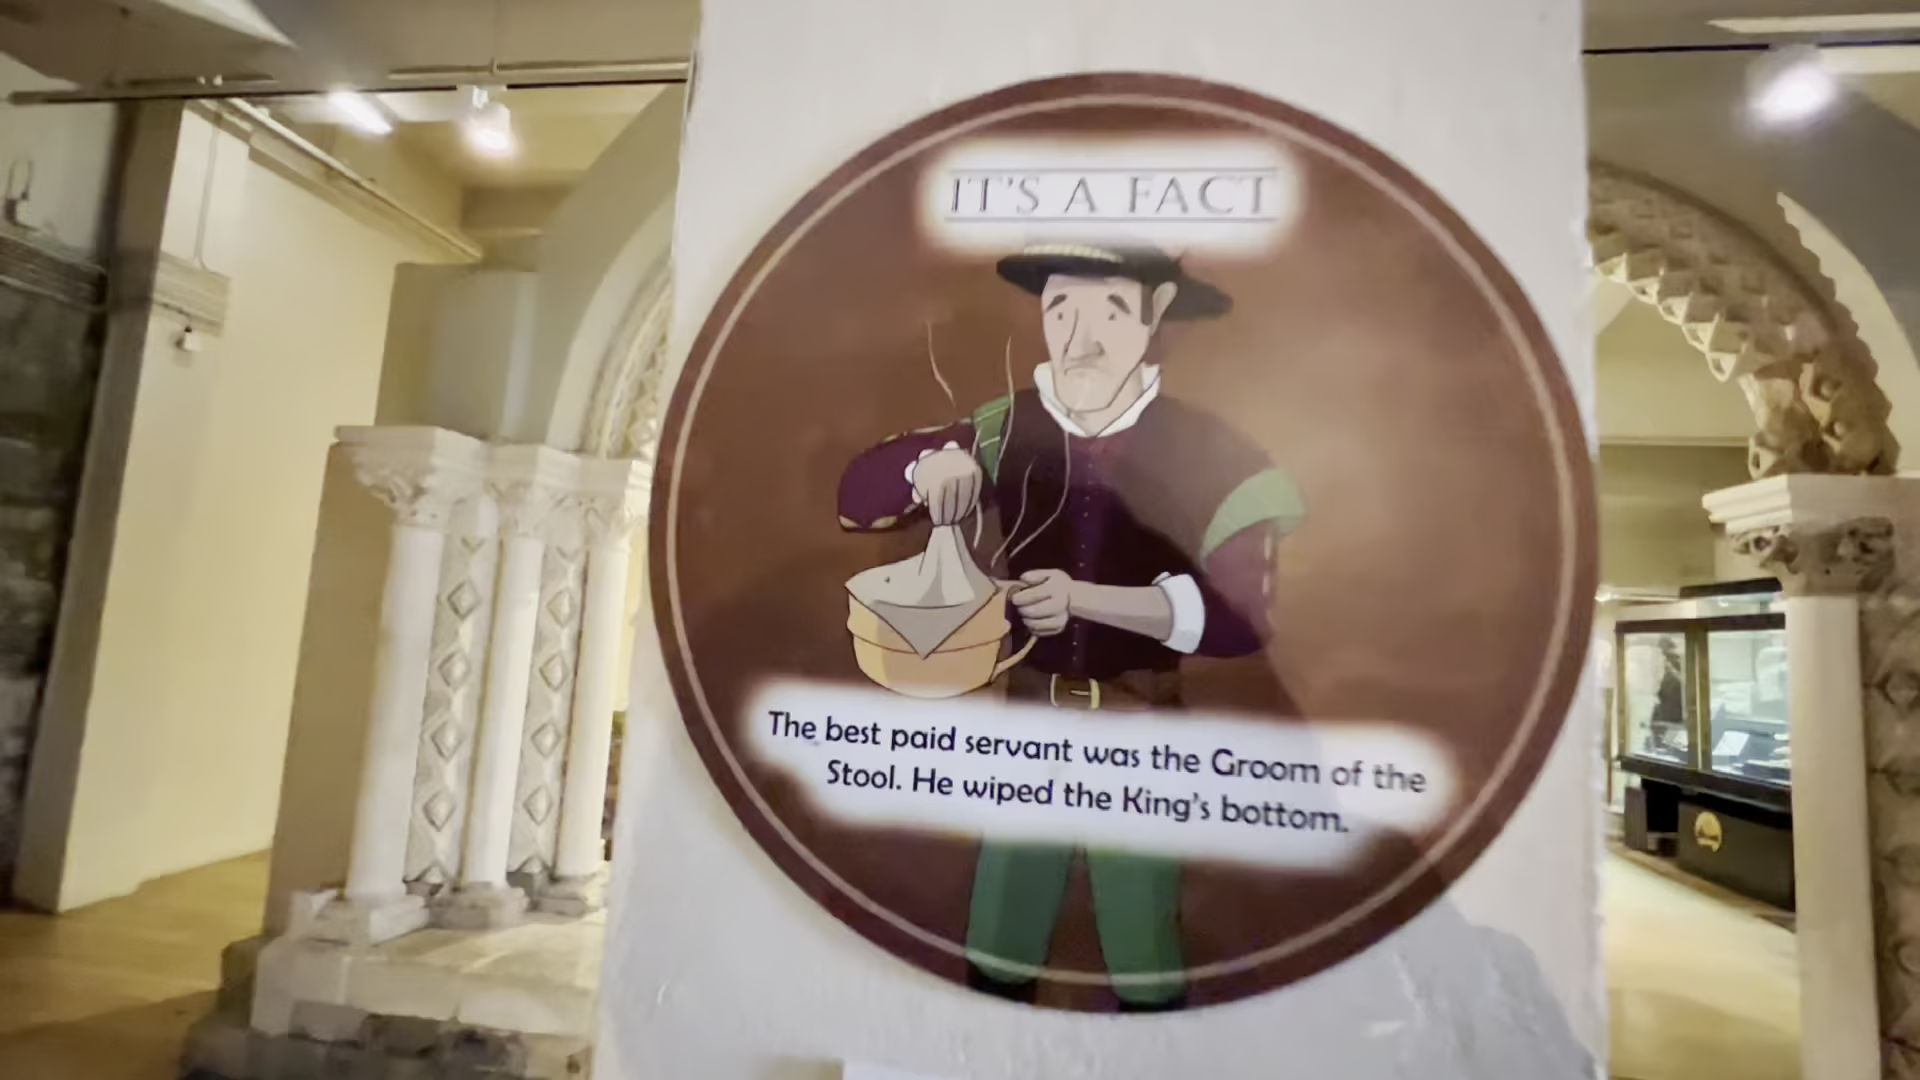 IT'S A FACT
The best paid servant was the Groom of the
Stool. He wiped the King's bottom.